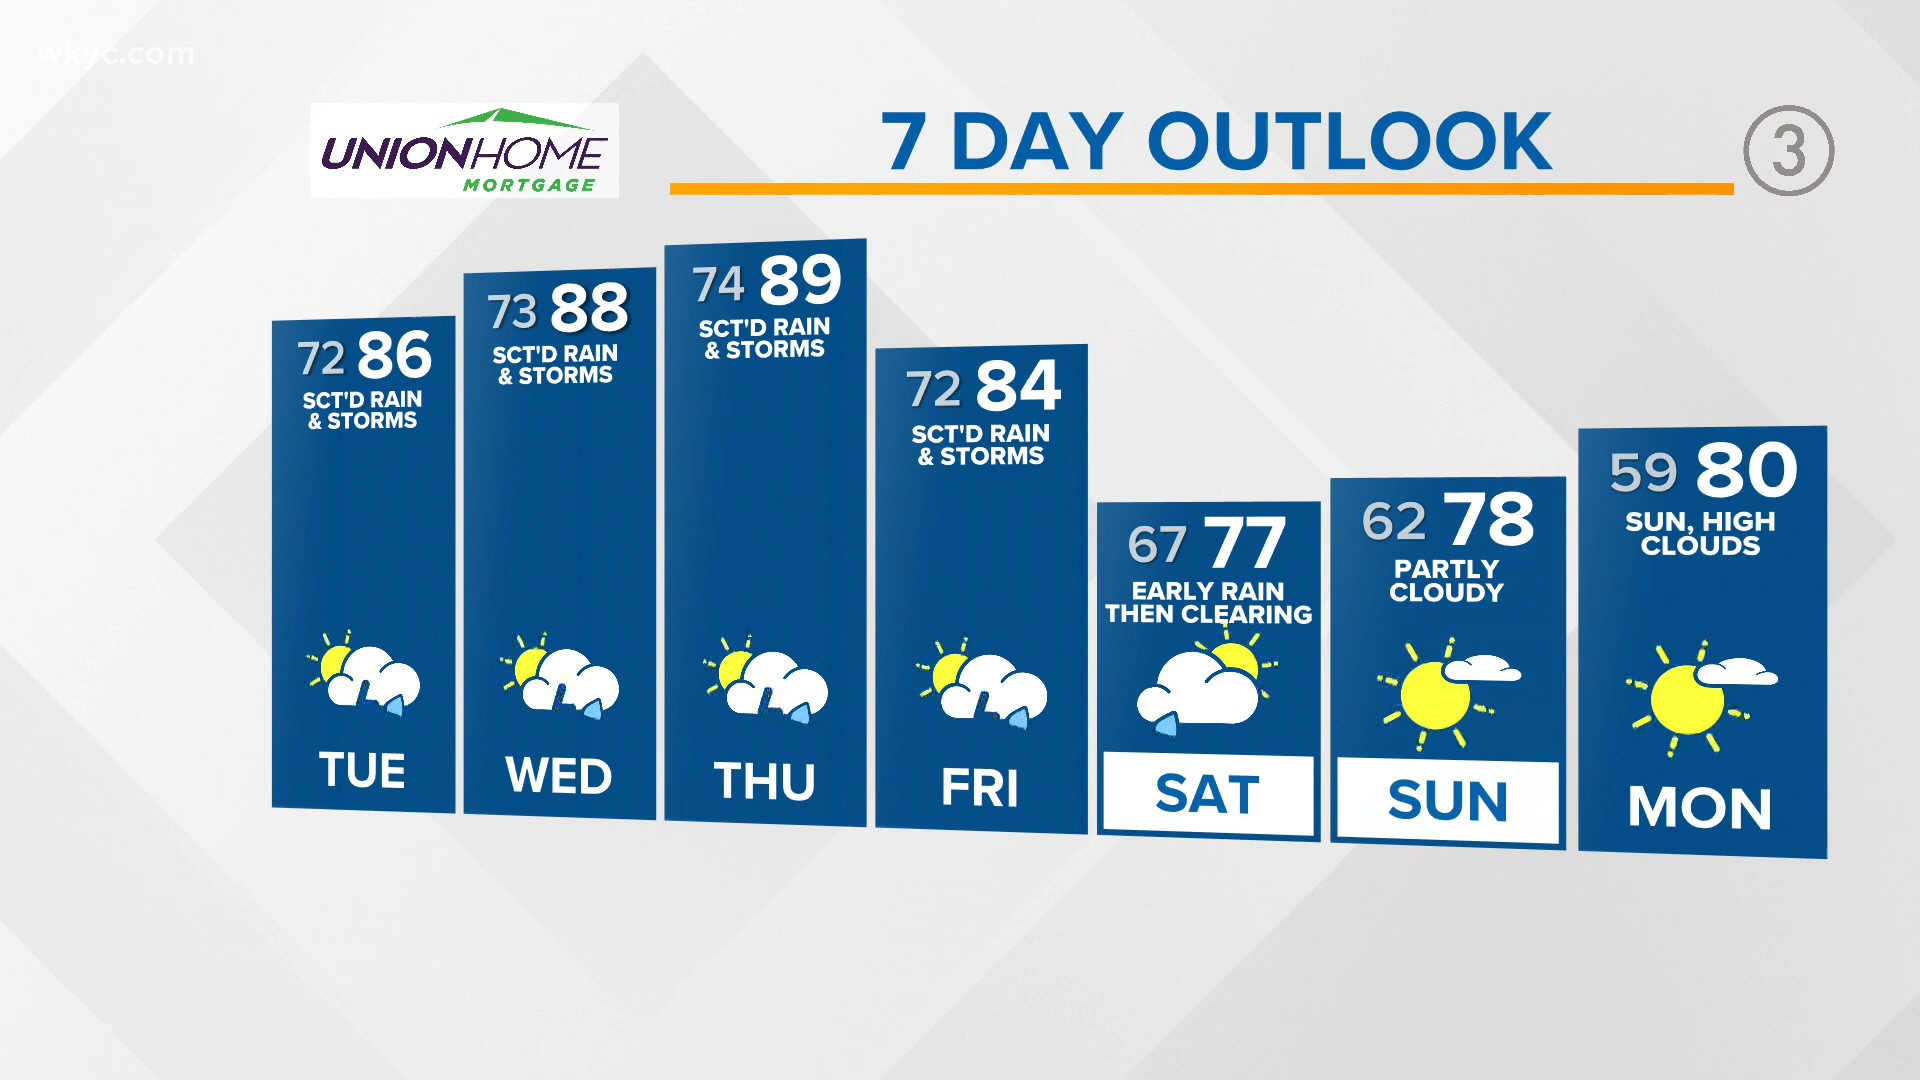 wkyc.com
UNIONHOME
MORTGAGE
7 DAY OUTLOOK
3
72 86
SCT'D RAIN
& STORMS
TUE
73 88
SCT'D RAIN
& STORMS
WED
74 89
SCT'D RAIN
& STORMS
THU
72 84
SCT'D RAIN
& STORMS
FRI
67 77
EARLY RAIN
THEN CLEARING
SAT
62 78
PARTLY
CLOUDY
SUN
59 80
SUN, HIGH
CLOUDS
MON